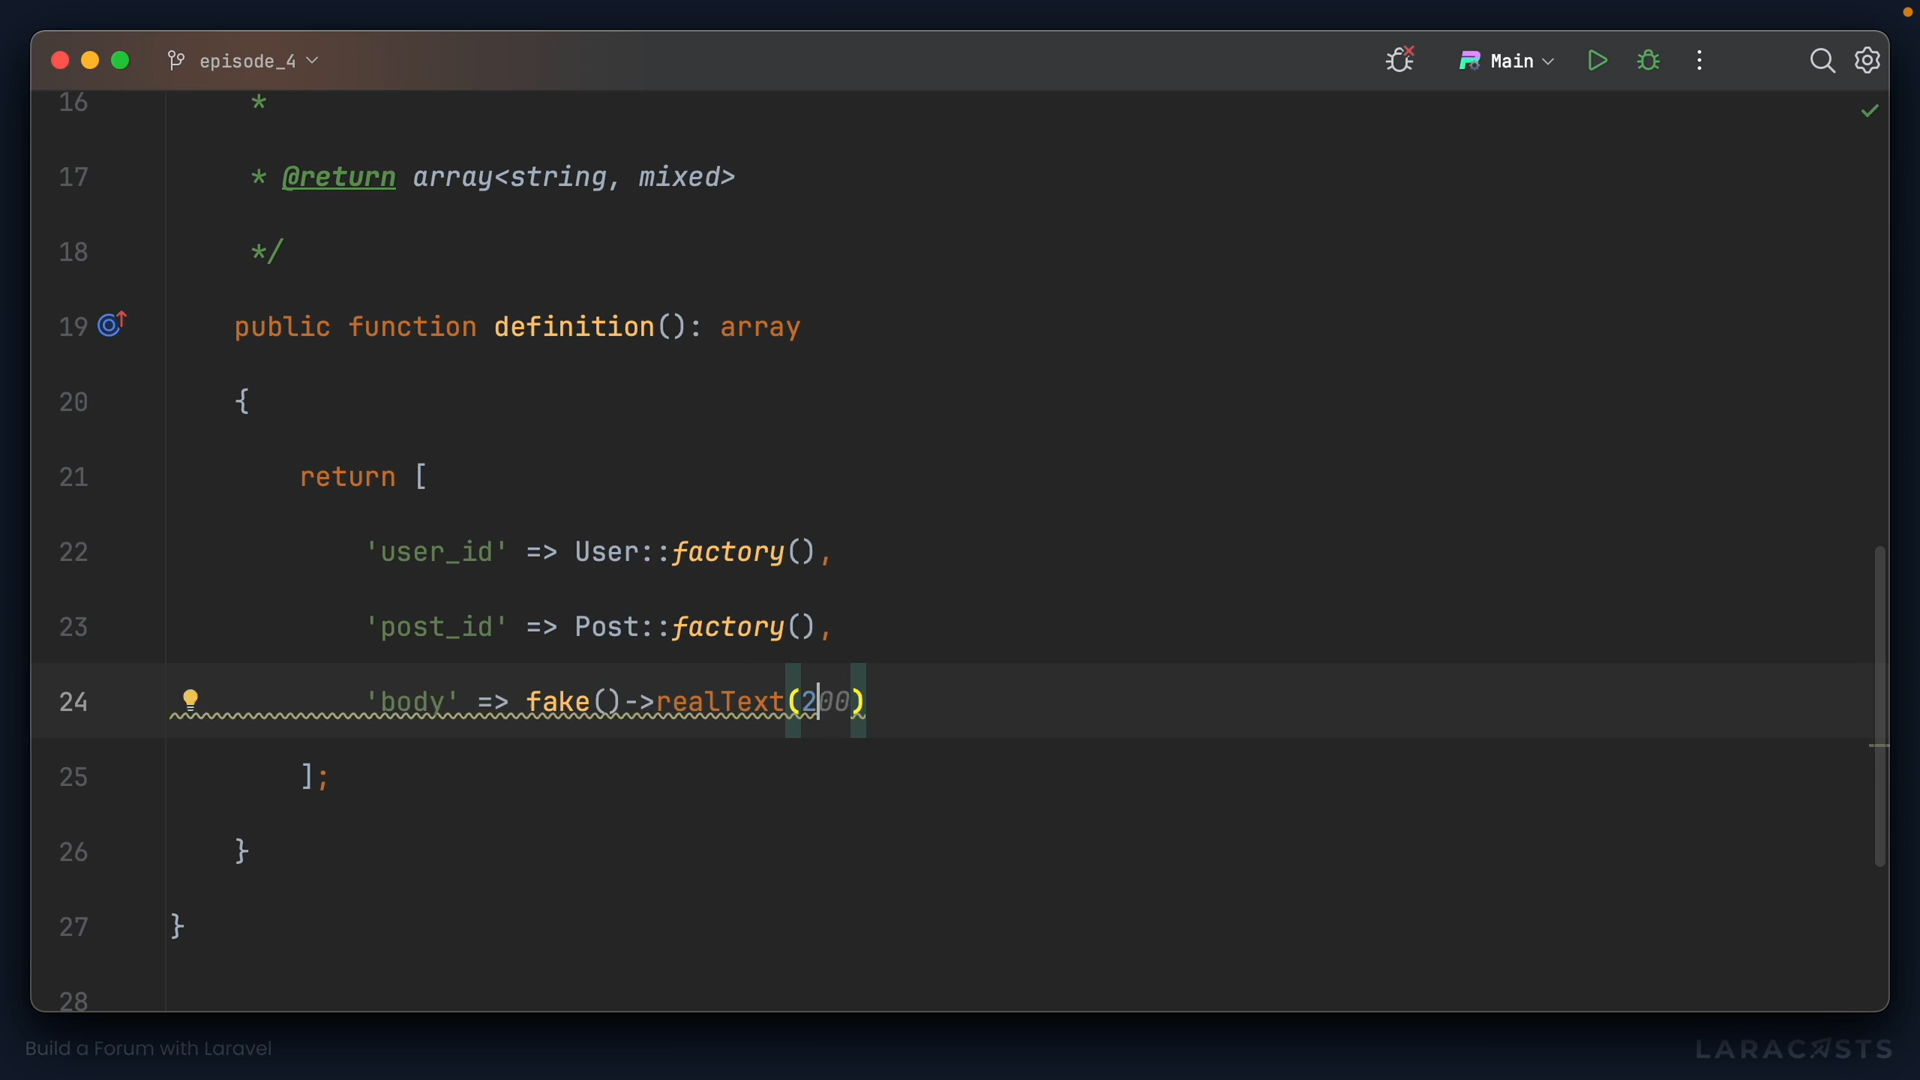 episode_4
Main
16 *
17 * @return array<string, mixed>
18 */
19 public function definition(): array
20 {
21 return [
22 'user_id' => User::factory(),
23 'post_id' => Post::factory(),
24 'body' => fake()->realText(200)
25 ];
26 }
27 }
28
Build a Forum with Laravel
LARACASTS